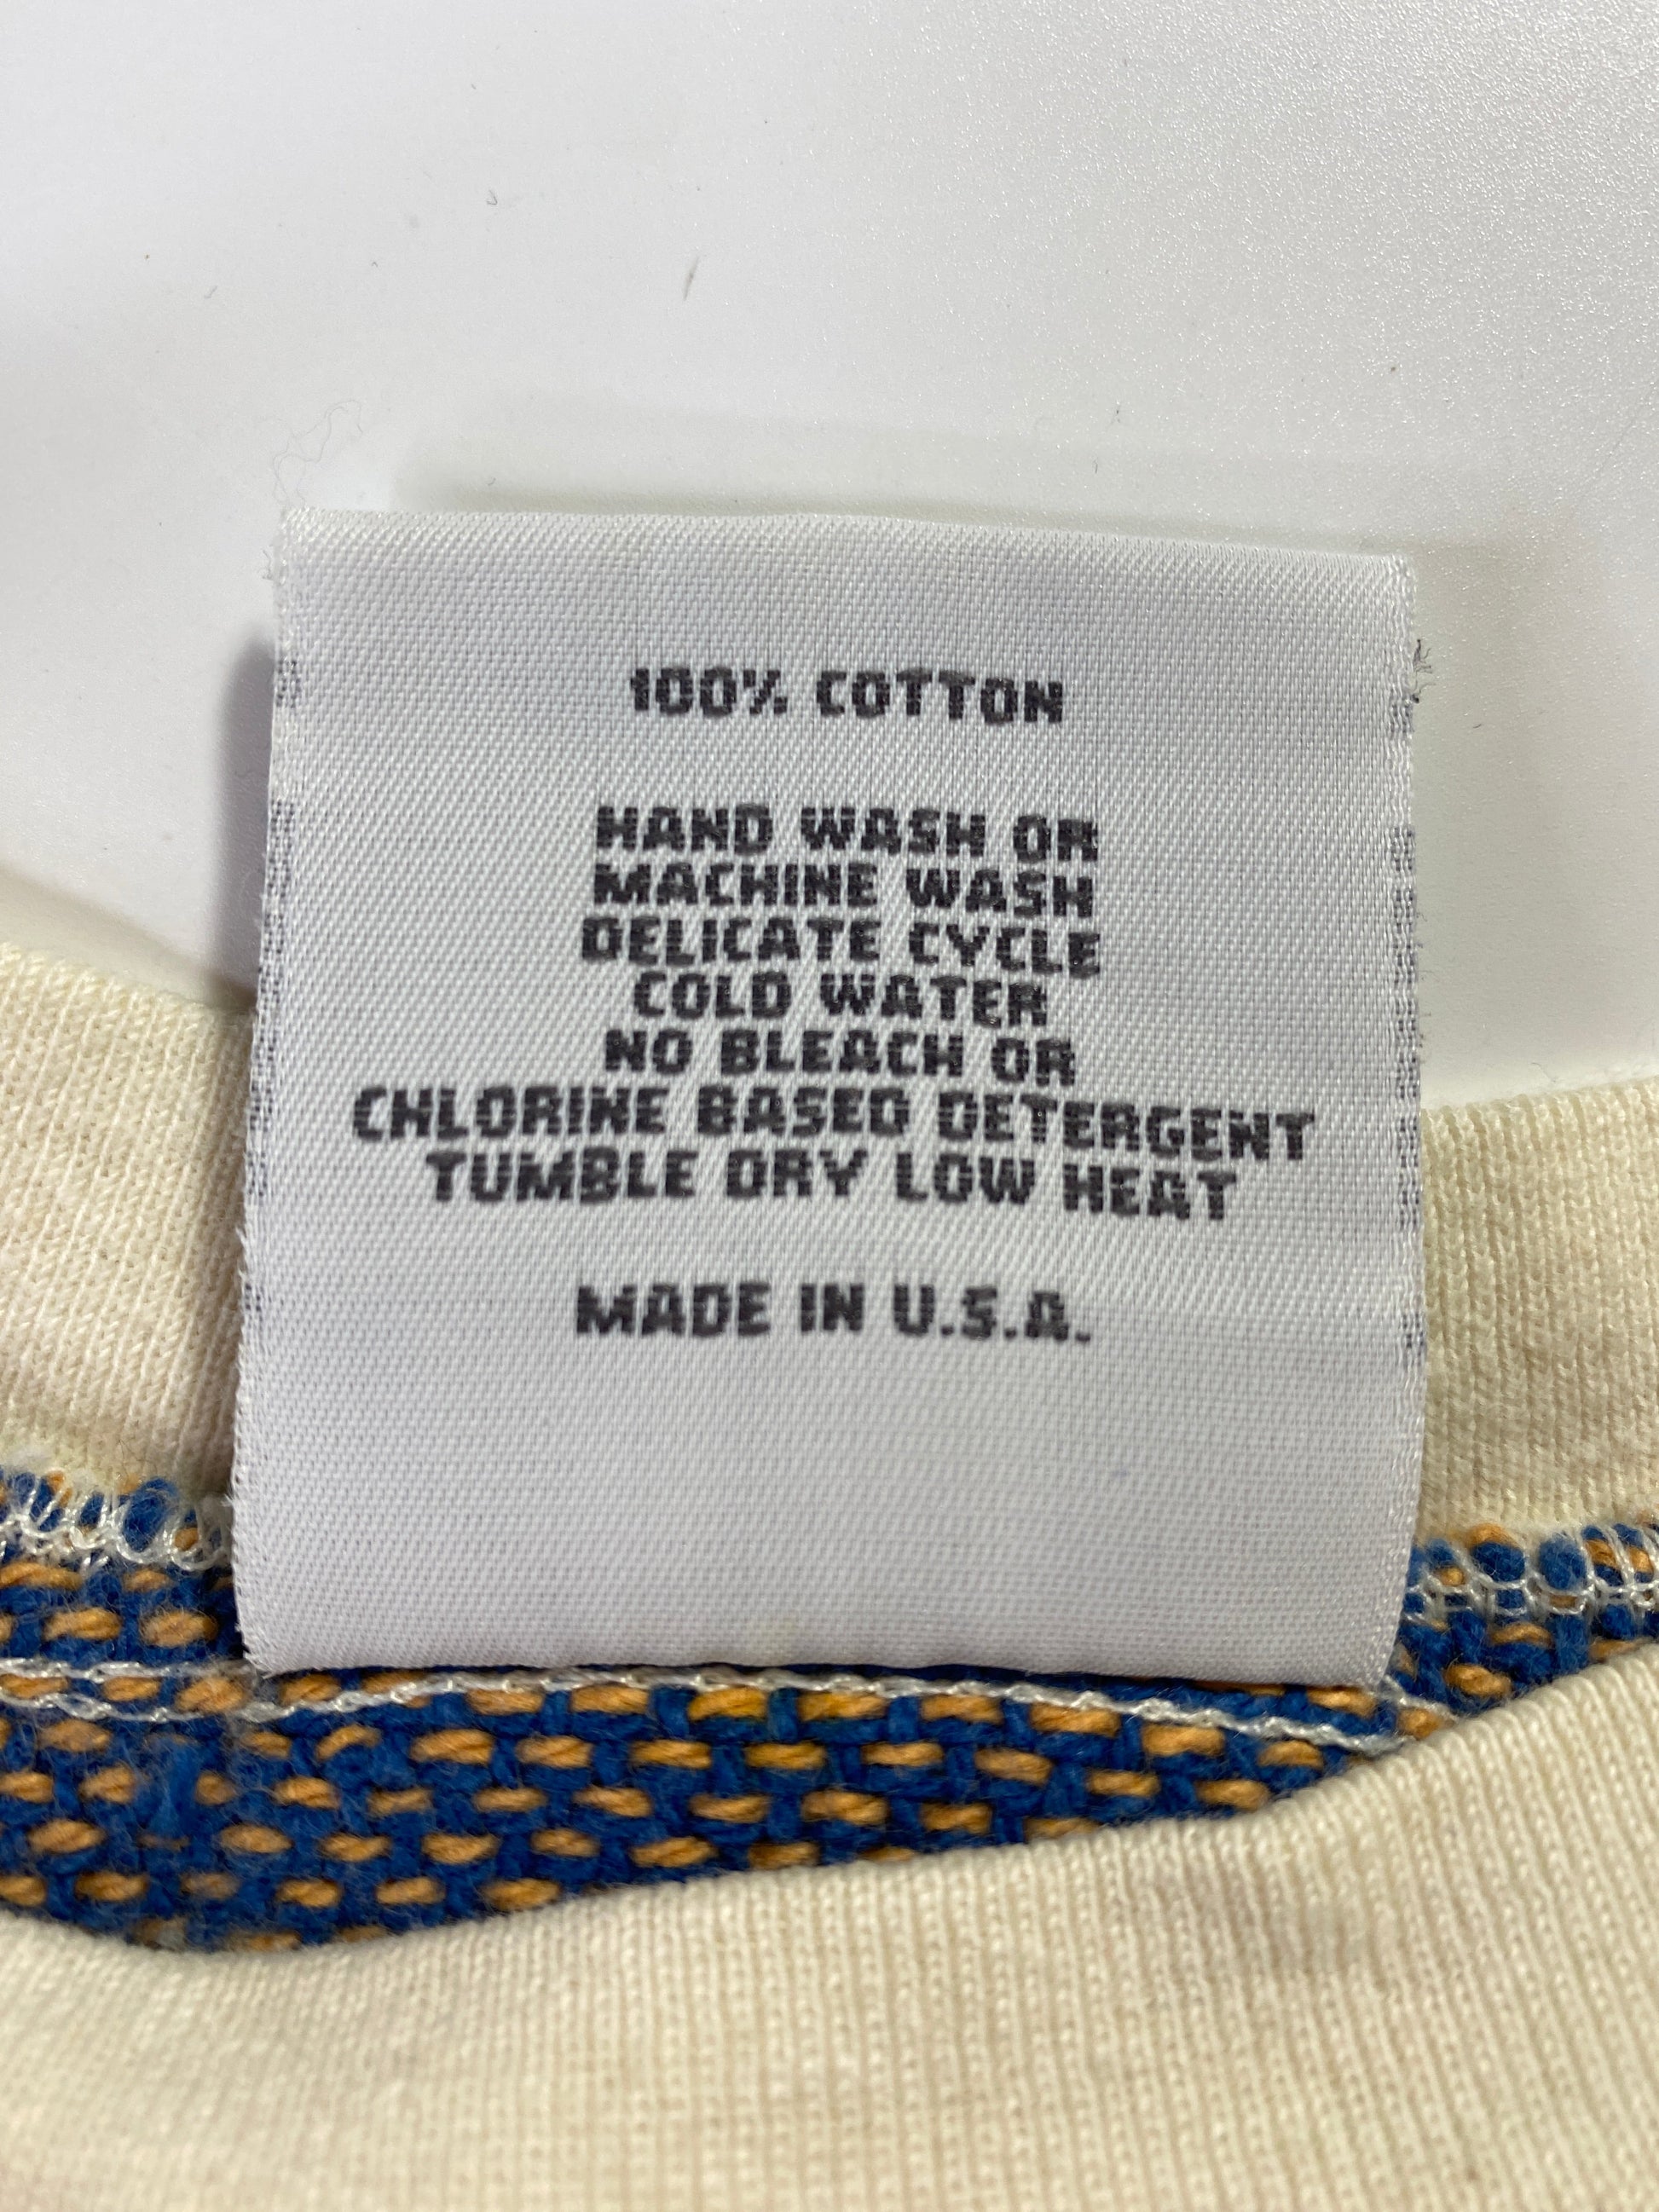 100% COTTON
HAND WASH OR
MACHINE WASH
DELICATE CYCLE
COLD WATER
NO BLEACH OR
CHLORINE BASED DETERGENT
TUMBLE DRY LOW HEAT
MADE IN U.S.A.